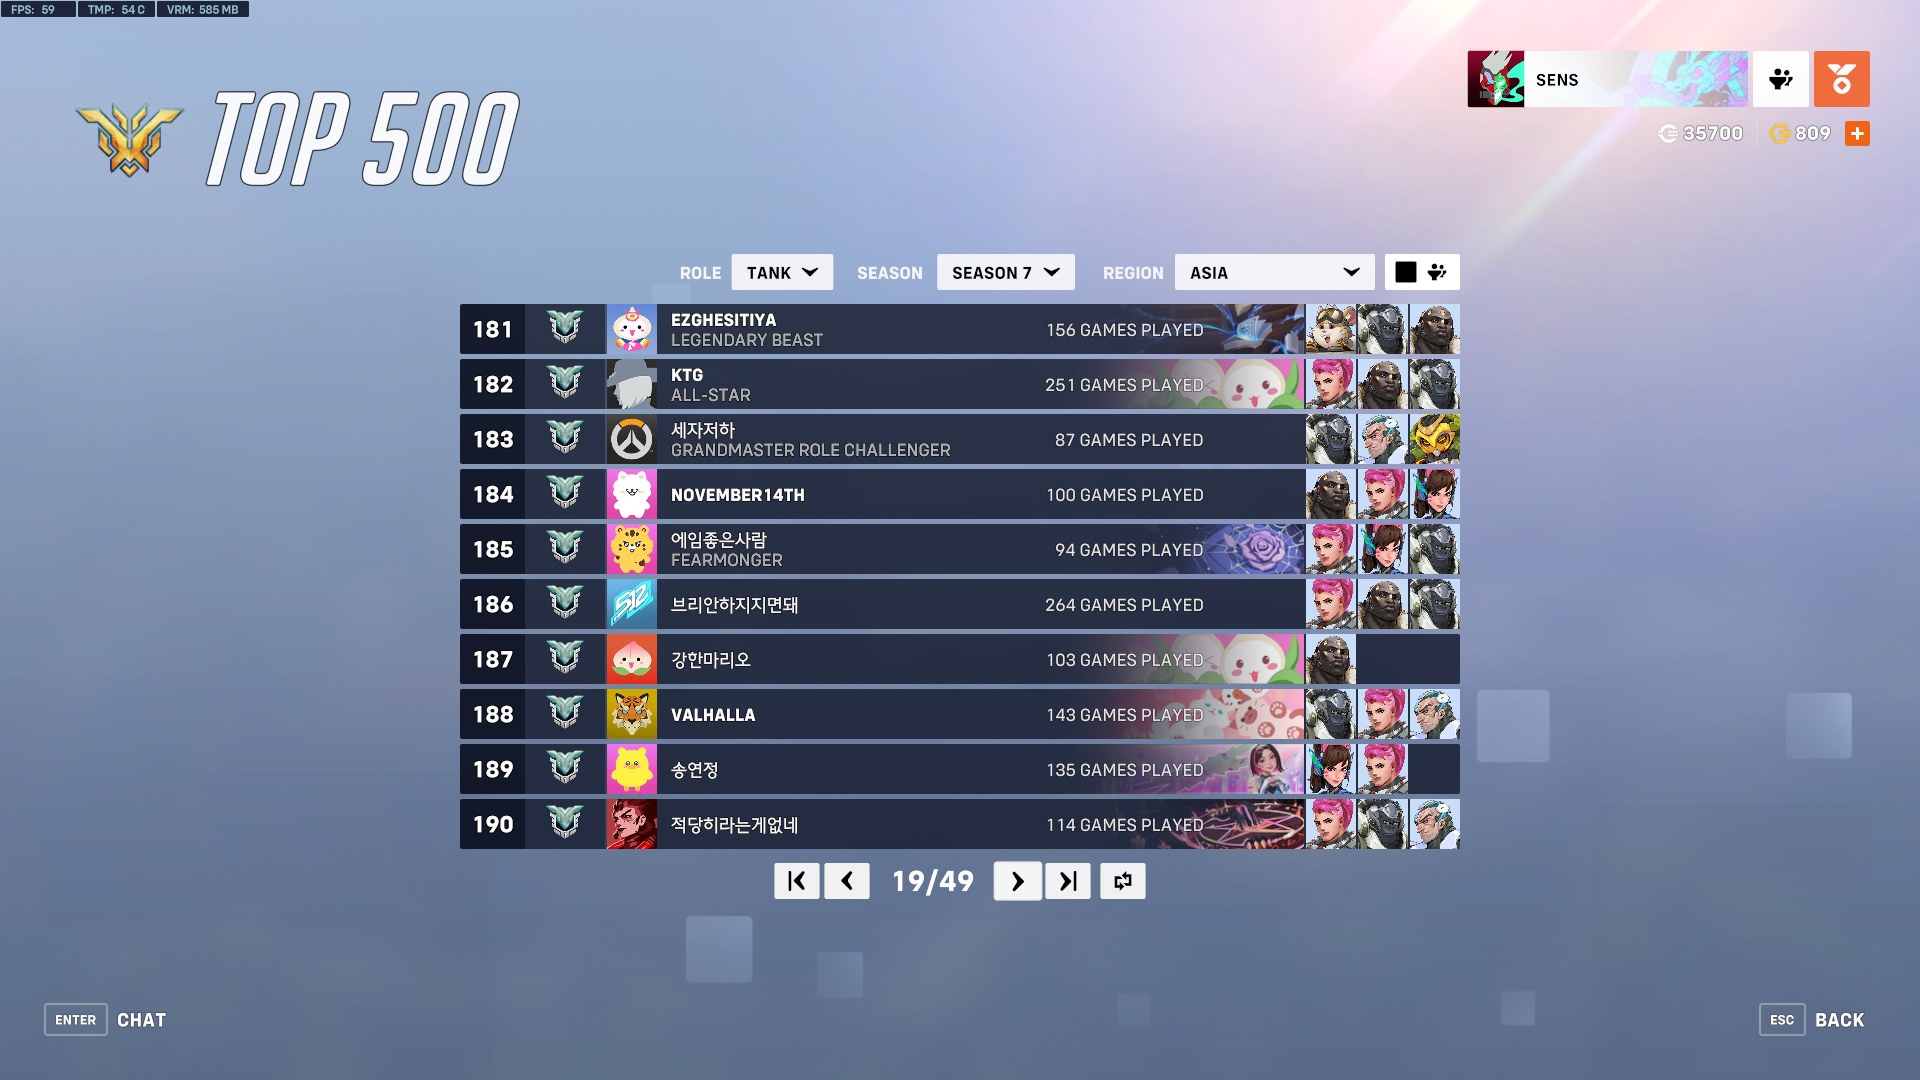 FPS: 59 TMP: 54 C VRM: 585 MB
TOP 500
SENS
35700 809
ROLE TANK SEASON SEASON 7 REGION ASIA
181 EZGHESITIYA 156 GAMES PLAYED
LEGENDARY BEAST
182 KTG 251 GAMES PLAYED
ALL-STAR
183 세자저하 87 GAMES PLAYED
GRANDMASTER ROLE CHALLENGER
184 NOVEMBER14TH 100 GAMES PLAYED
185 에임좋은사람 94 GAMES PLAYED
FEARMONGER
186 브리안하지지면돼 264 GAMES PLAYED
187 강한마리오 103 GAMES PLAYED
188 VALHALLA 143 GAMES PLAYED
189 송연정 135 GAMES PLAYED
190 적당히라는게없네 114 GAMES PLAYED
19/49
ENTER CHAT
ESC BACK